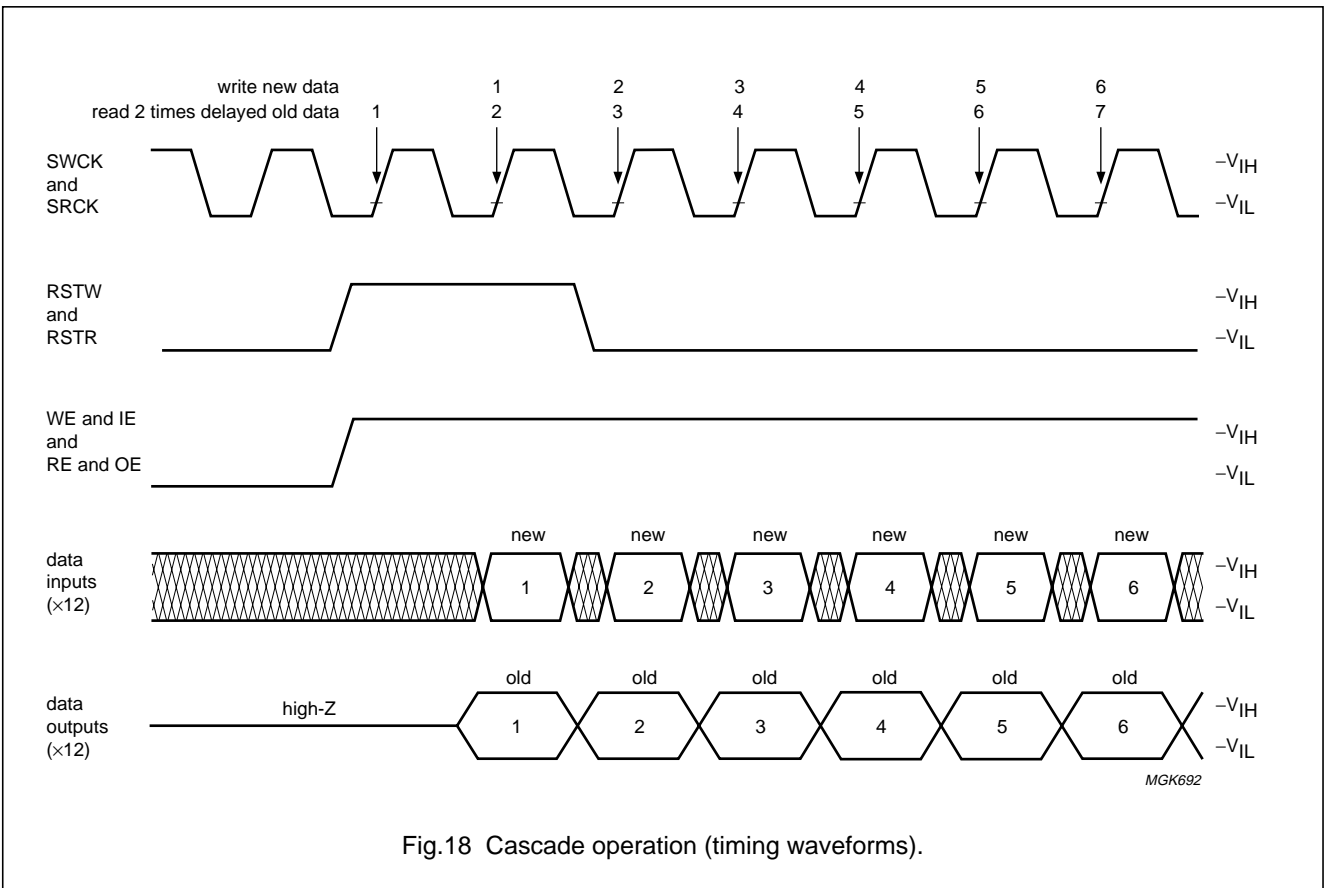 write new data 1 2 3 4 5 6
read 2 times delayed old data 1 2 3 4 5 6 7
SWCK
and
SRCK
–VIH
–VIL
RSTW
and
RSTR
–VIH
–VIL
WE and IE
and
RE and OE
–VIH
–VIL
new new new new new new
data
inputs
(×12)
1 2 3 4 5 6
–VIH
–VIL
old old old old old old
data
outputs
(×12)
high-Z
1 2 3 4 5 6
–VIH
–VIL
MGK692
Fig.18 Cascade operation (timing waveforms).